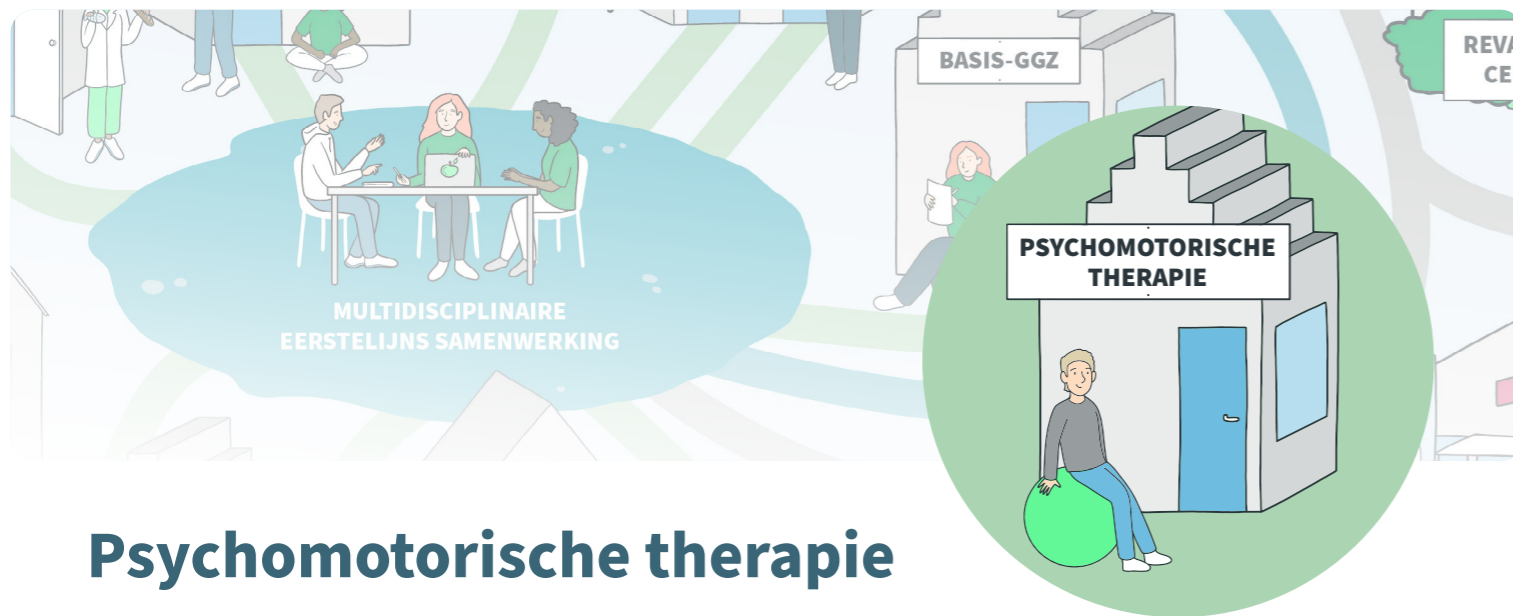 BASIS-GGZ
MULTIDISCIPLINAIRE
EERSTELIJNS SAMENWERKING
PSYCHOMOTORISCHE
THERAPIE
Psychomotorische therapie